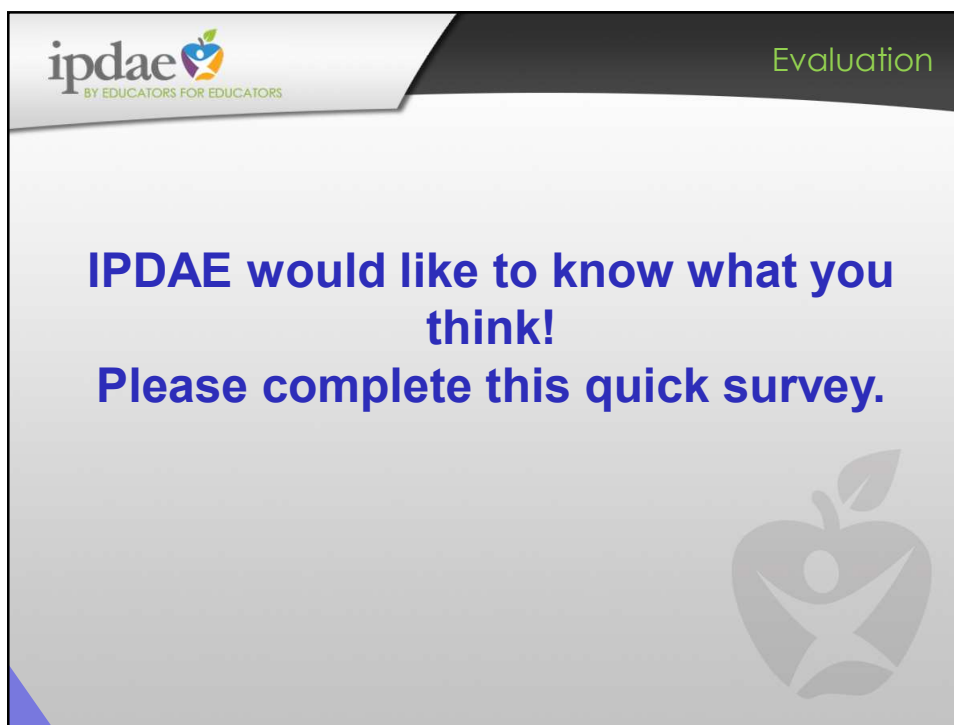 ipdae
BY EDUCATORS FOR EDUCATORS
Evaluation
IPDAE would like to know what you
think!
Please complete this quick survey.